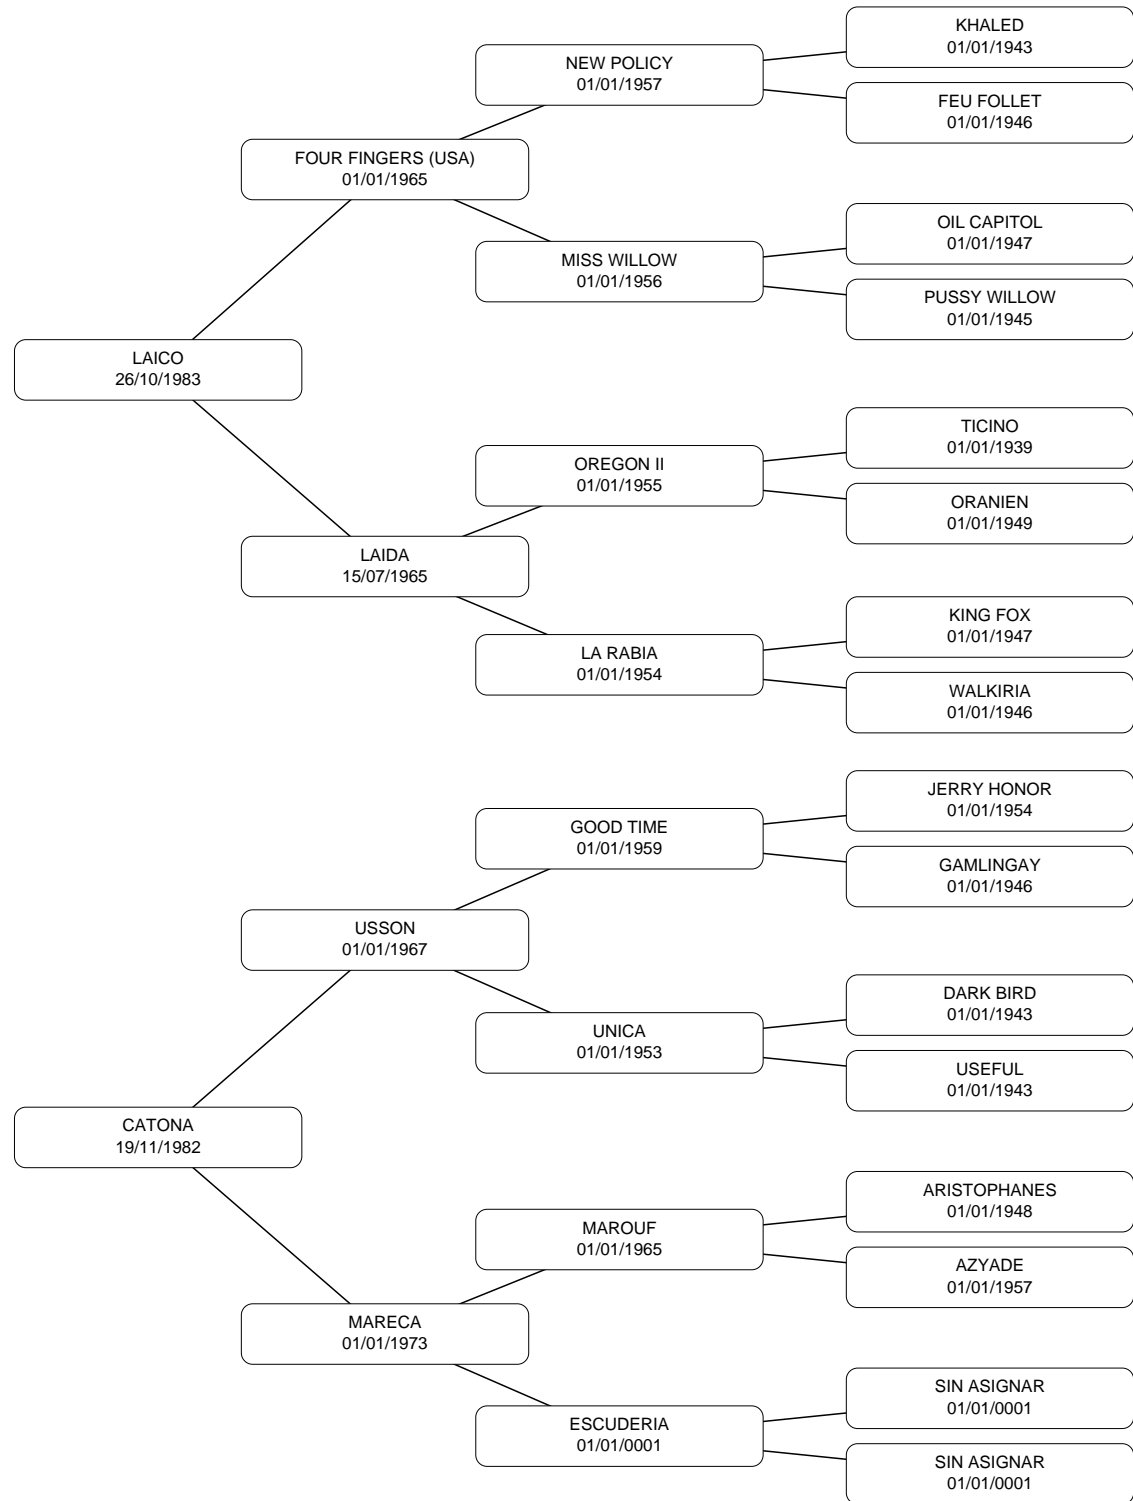 KHALED
01/01/1943
NEW POLICY
01/01/1957
FEU FOLLET
01/01/1946
FOUR FINGERS (USA)
01/01/1965
OIL CAPITOL
01/01/1947
MISS WILLOW
01/01/1956
PUSSY WILLOW
01/01/1945
LAICO
26/10/1983
TICINO
01/01/1939
OREGON II
01/01/1955
ORANIEN
01/01/1949
LAIDA
15/07/1965
KING FOX
01/01/1947
LA RABIA
01/01/1954
WALKIRIA
01/01/1946
JERRY HONOR
01/01/1954
GOOD TIME
01/01/1959
GAMLINGAY
01/01/1946
USSON
01/01/1967
DARK BIRD
01/01/1943
UNICA
01/01/1953
USEFUL
01/01/1943
CATONA
19/11/1982
ARISTOPHANES
01/01/1948
MAROUF
01/01/1965
AZYADE
01/01/1957
MARECA
01/01/1973
SIN ASIGNAR
01/01/0001
ESCUDERIA
01/01/0001
SIN ASIGNAR
01/01/0001